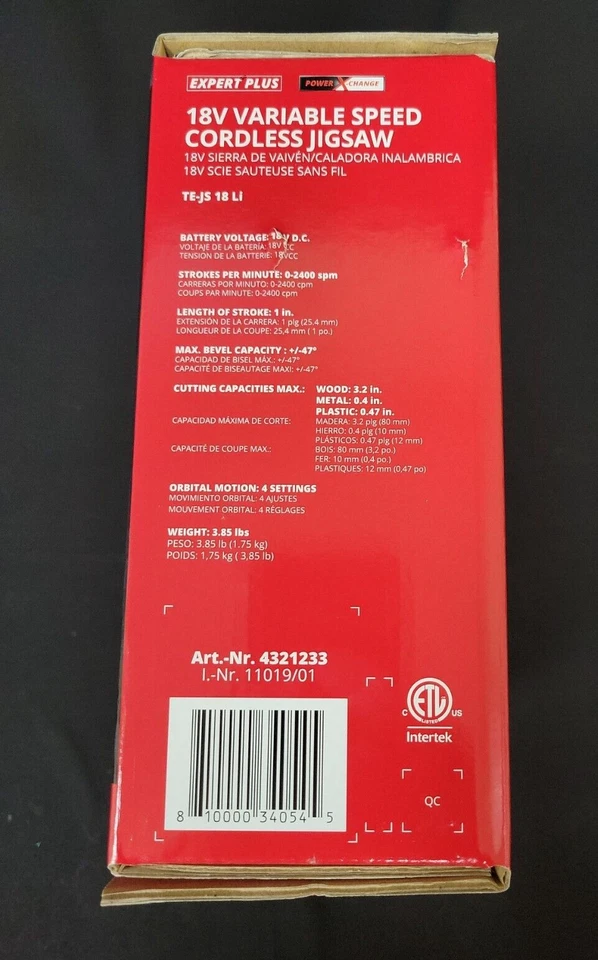 EXPERT PLUS POWER X-CHANGE
18V VARIABLE SPEED
CORDLESS JIGSAW
18V SIERRA DE VAIVÉN/CALADORA INALAMBRICA
18V SCIE SAUTEUSE SANS FIL
TE-JS 18 Li
BATTERY VOLTAGE: 18V D.C.
VOLTAJE DE LA BATERÍA: 18V CC
TENSION DE LA BATTERIE: 18VCC
STROKES PER MINUTE: 0-2400 spm
CARRERAS POR MINUTO: 0-2400 cpm
COUPS PAR MINUTE: 0-2400 cpm
LENGTH OF STROKE: 1 in.
EXTENSIÓN DE LA CARRERA: 1 plg (25.4 mm)
LONGUEUR DE LA COUPE: 25,4 mm ( 1 po.)
MAX. BEVEL CAPACITY : +/-47°
CAPACIDAD DE BISEL MÁX.: +/-47°
CAPACITÉ DE BISEAUTAGE MAXI: +/-47°
CUTTING CAPACITIES MAX.: WOOD: 3.2 in.
METAL: 0.4 in.
PLASTIC: 0.47 in.
CAPACIDAD MÁXIMA DE CORTE: MADERA: 3.2 plg (80 mm)
HIERRO: 0.4 plg (10 mm)
PLÁSTICOS: 0.47 plg (12 mm)
CAPACITÉ DE COUPE MAX.: BOIS: 80 mm (3,2 po.)
FER: 10 mm (0,4 po.)
PLASTIQUES: 12 mm (0,47 po)
ORBITAL MOTION: 4 SETTINGS
MOVIMIENTO ORBITAL: 4 AJUSTES
MOUVEMENT ORBITAL: 4 RÉGLAGES
WEIGHT: 3.85 lbs
PESO: 3.85 lb (1.75 kg)
POIDS: 1,75 kg ( 3,85 lb)
Art.-Nr. 4321233
I.-Nr. 11019/01
ETL
LISTED
C US
Intertek
QC
8 10000 34054 5